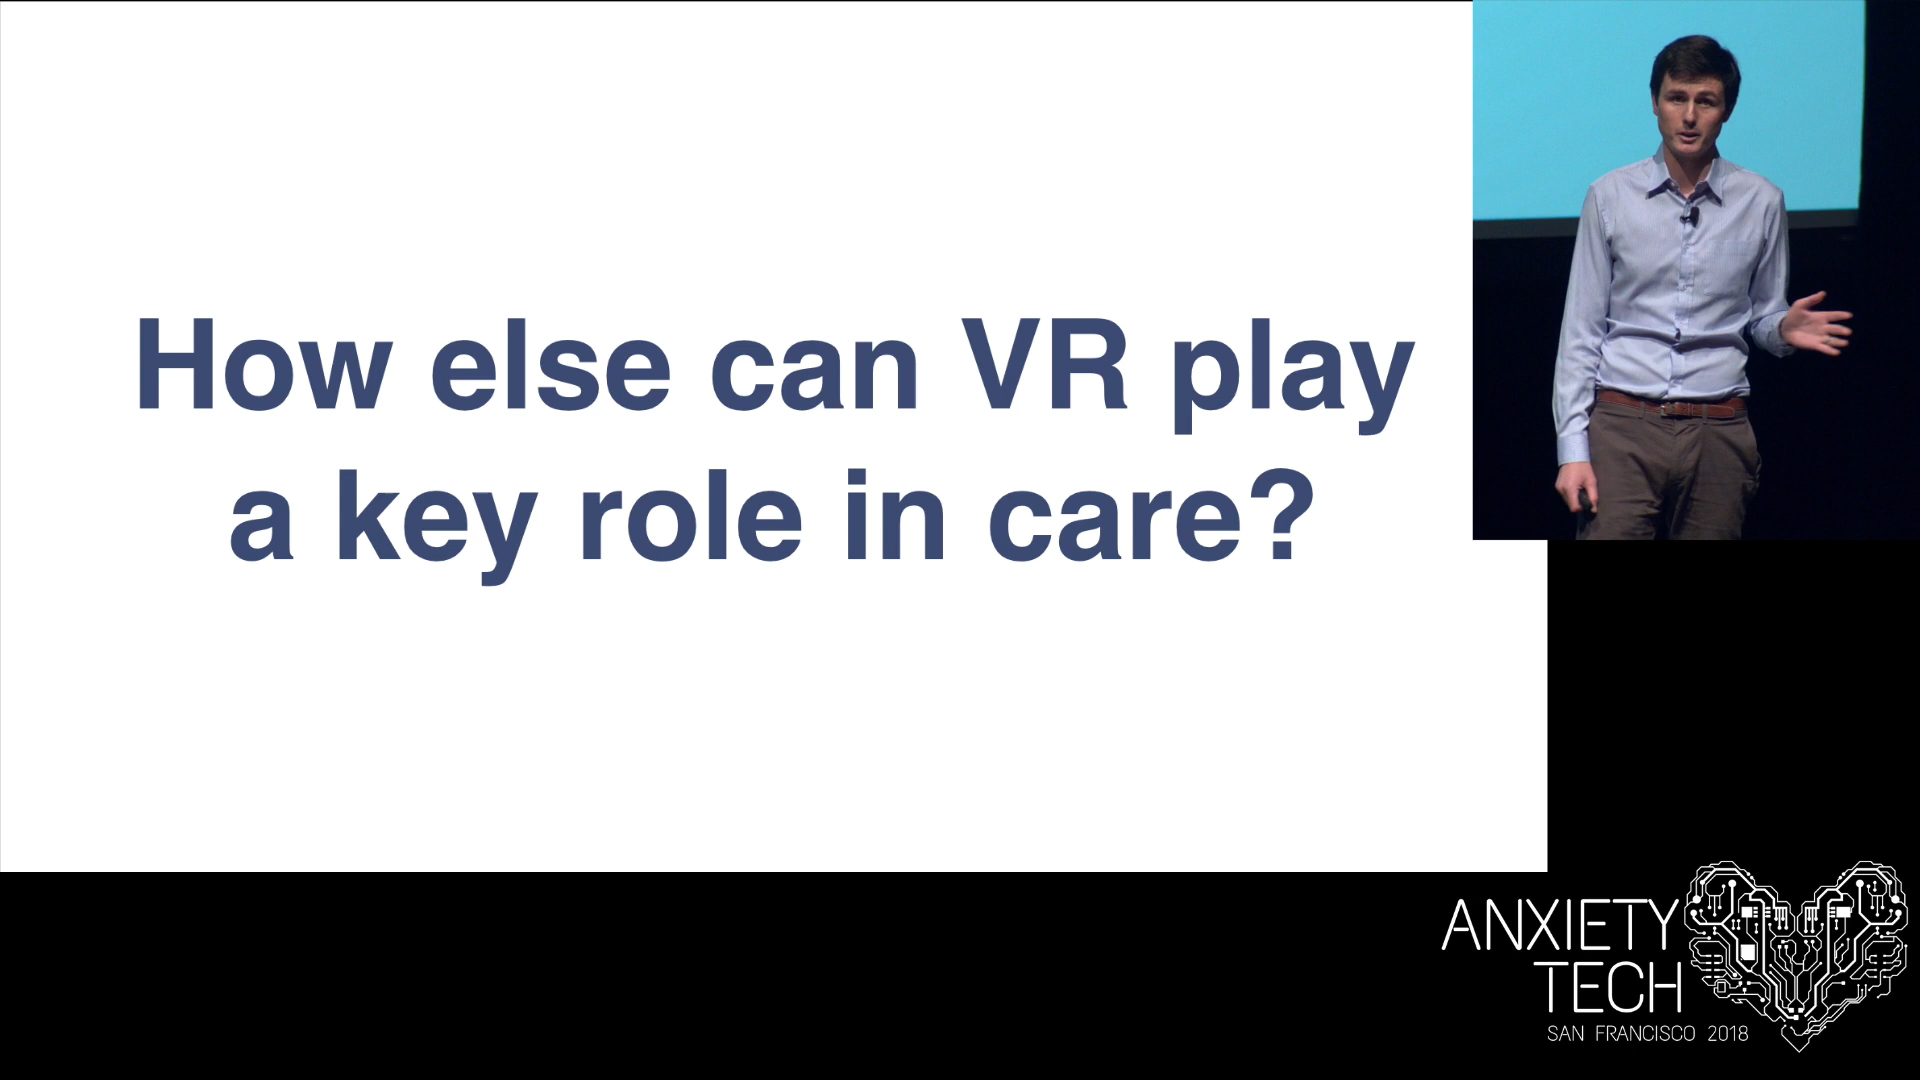 How else can VR play
a key role in care?
ANXIETY
TECH
SAN FRANCISCO 2018